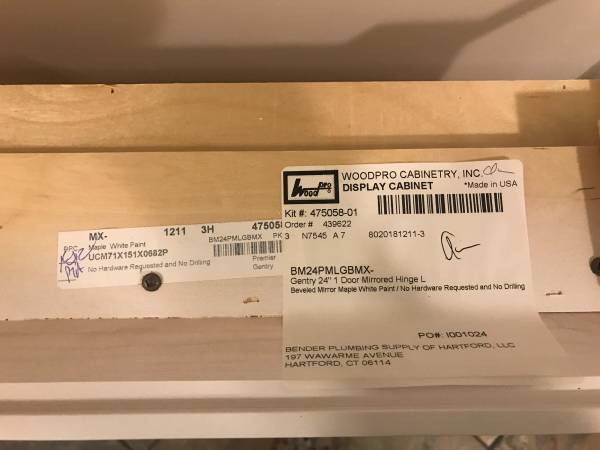 Wood pro
WOODPRO CABINETRY, INC.
DISPLAY CABINET *Made in USA
Kit #: 475058-01
Order # 439622
3 N7545 A 7 8020181211-3
BM24PMLGBMX-
Gentry 24" 1 Door Mirrored Hinge L
Beveled Mirror Maple White Paint / No Hardware Requested and No Drilling
PO#: I001024
BENDER PLUMBING SUPPLY OF HARTFORD, LLC
197 WAWARME AVENUE
HARTFORD, CT 06114
MX- 1211 3H 47505
Maple White Paint BM24PMLGBMX PK
UCM71X151X0682P Premier
No Hardware Requested and No Drilling Gentry